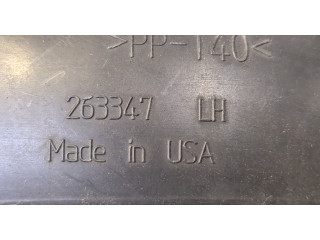 >PP-T40<
263347 LH
Made in USA